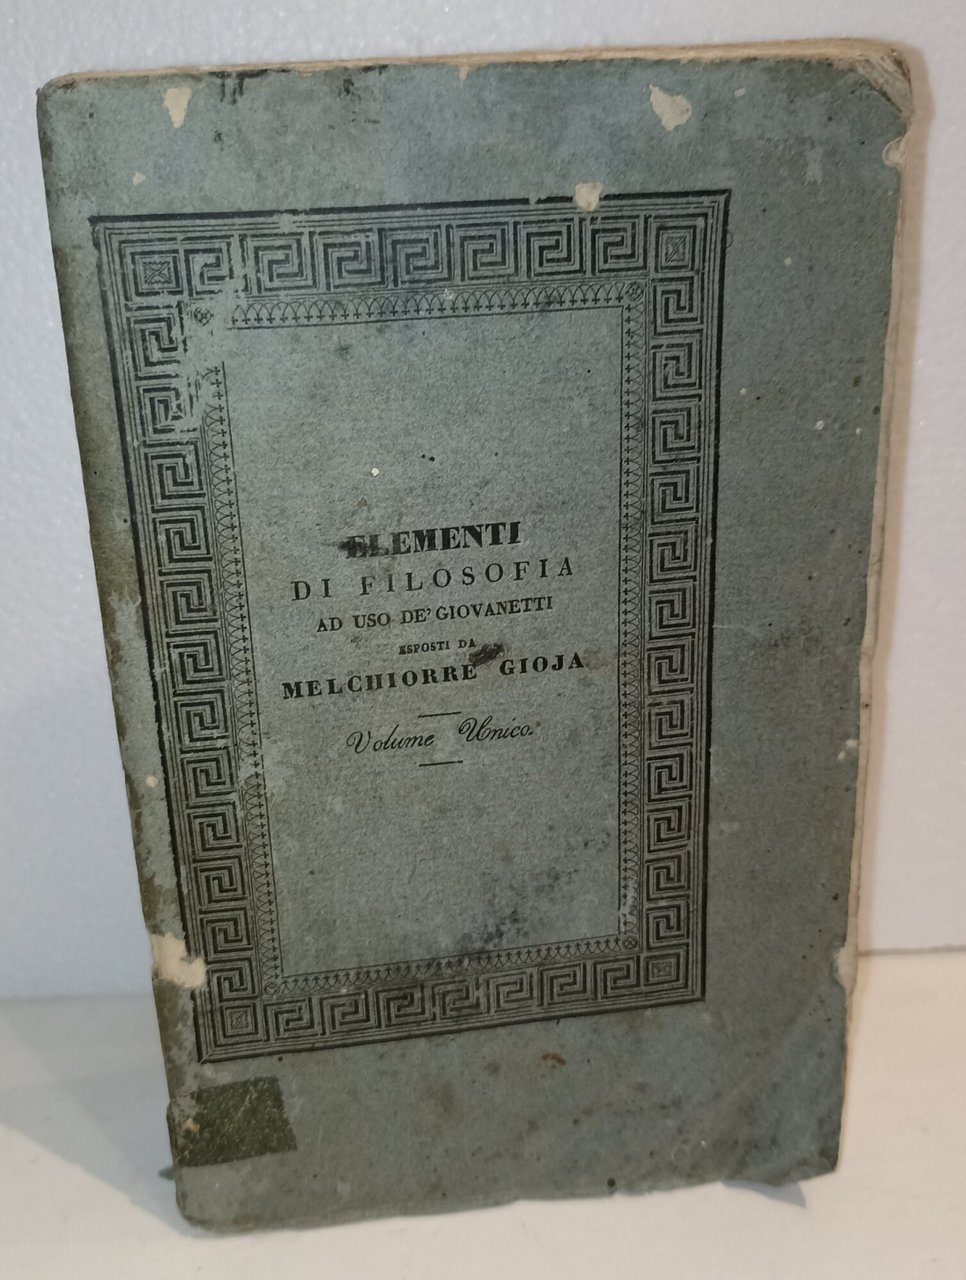 ELEMENTI
DI FILOSOFIA
AD USO DE' GIOVANETTI
ESPOSTI DA
MELCHIORRE GIOJA
Volume Unico.